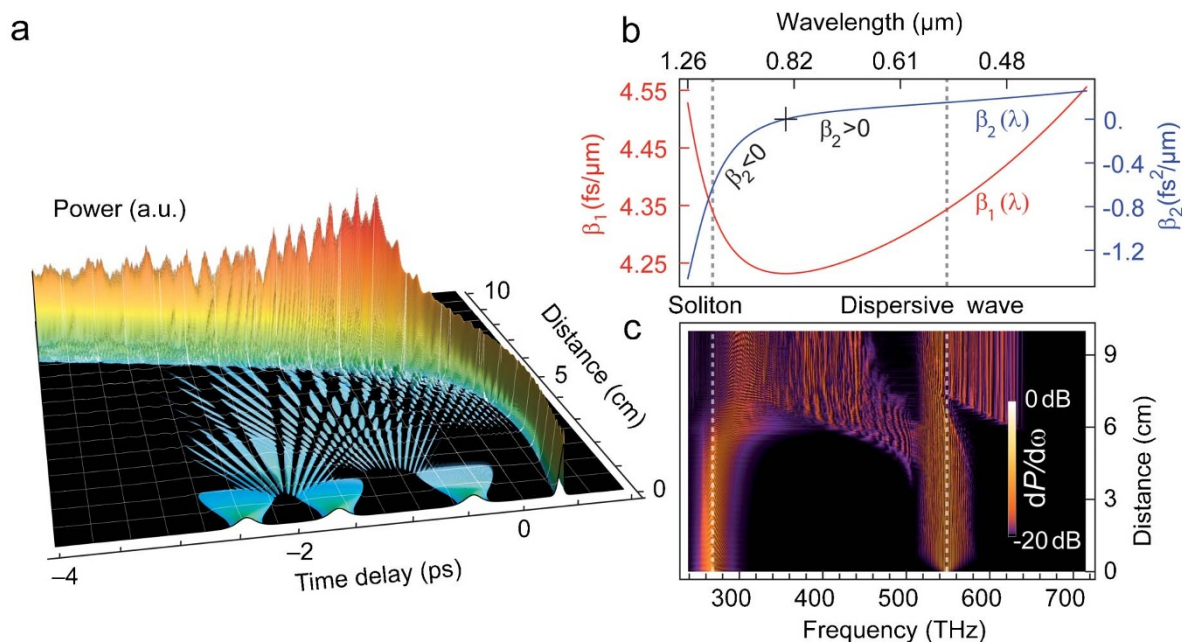 a
Power (a.u.)
10
5
0
Distance (cm)
–4
–2
0
Time delay (ps)
b
Wavelength (µm)
1.26 0.82 0.61 0.48
4.55
4.45
4.35
4.25
β1 (fs/µm)
β2<0
β2>0
β2 (λ)
β1 (λ)
0.
-0.4
-0.8
-1.2
β2(fs²/µm)
Soliton Dispersive wave
c
0 dB
dP/dω
-20 dB
9
6
3
0
Distance (cm)
300 400 500 600 700
Frequency (THz)